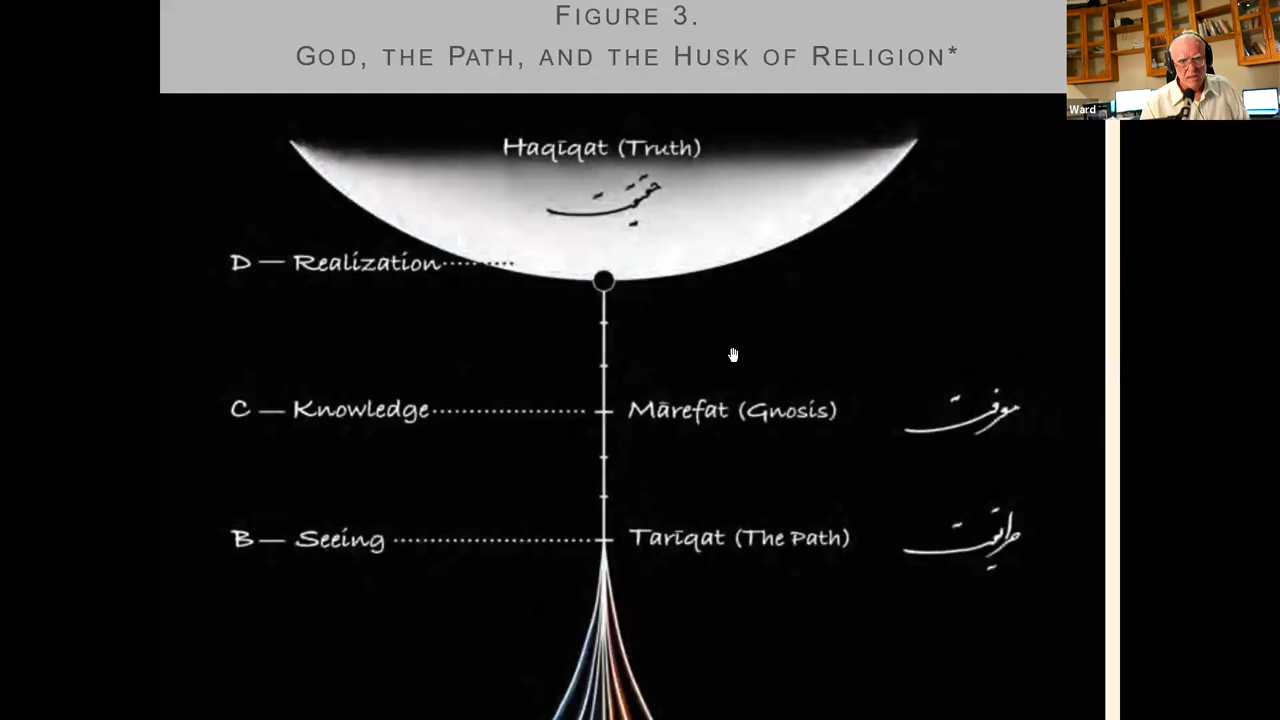 FIGURE 3.
GOD, THE PATH, AND THE HUSK OF RELIGION*
Ward
Haqīqat (Truth)
حقیقت
D — Realization
C — Knowledge Mārefat (Gnosis) معرفت
B — Seeing Tarīqat (The Path) طریقت